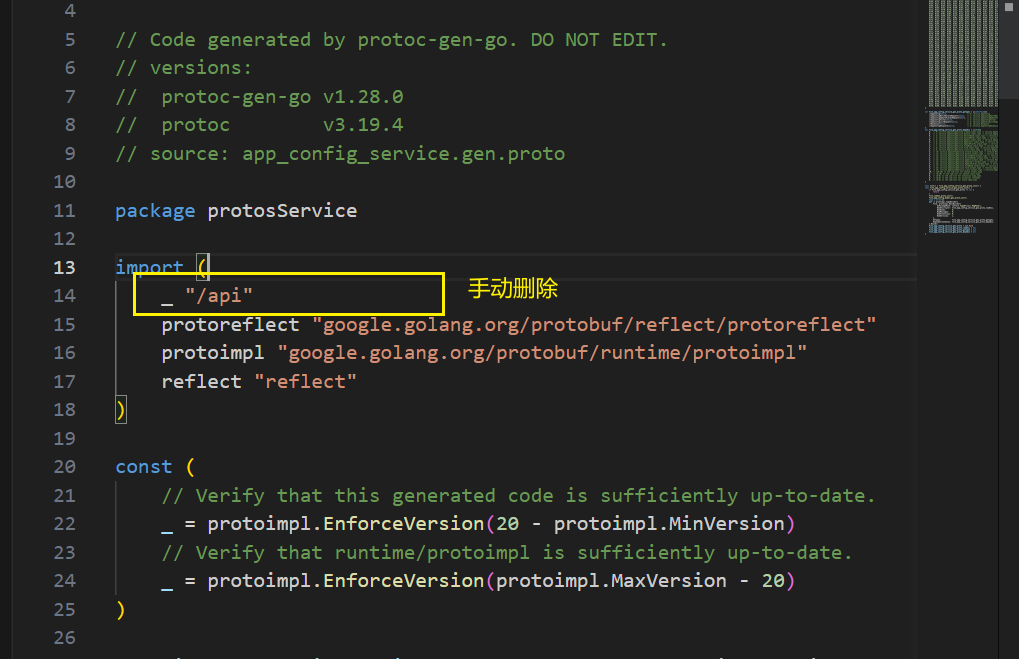 4
5 // Code generated by protoc-gen-go. DO NOT EDIT.
6 // versions:
7 //  protoc-gen-go v1.28.0
8 //  protoc        v3.19.4
9 // source: app_config_service.gen.proto
10
11 package protosService
12
13 import (
14     _ "/api" 手动删除
15     protoreflect "google.golang.org/protobuf/reflect/protoreflect"
16     protoimpl "google.golang.org/protobuf/runtime/protoimpl"
17     reflect "reflect"
18 )
19
20 const (
21     // Verify that this generated code is sufficiently up-to-date.
22     _ = protoimpl.EnforceVersion(20 - protoimpl.MinVersion)
23     // Verify that runtime/protoimpl is sufficiently up-to-date.
24     _ = protoimpl.EnforceVersion(protoimpl.MaxVersion - 20)
25 )
26